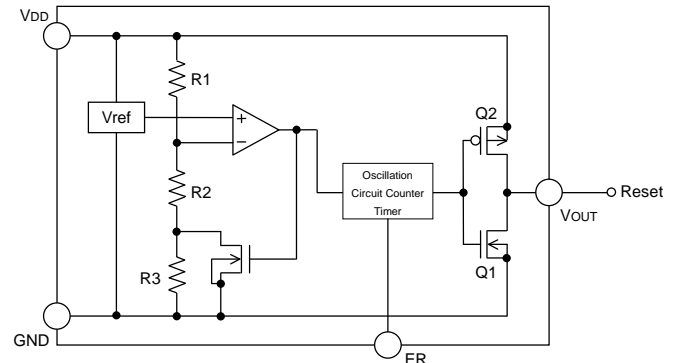 VDD
R1
Vref
+
−
Q2
Oscillation
Circuit Counter
Timer
R2
Reset
VOUT
R3
Q1
GND
ER